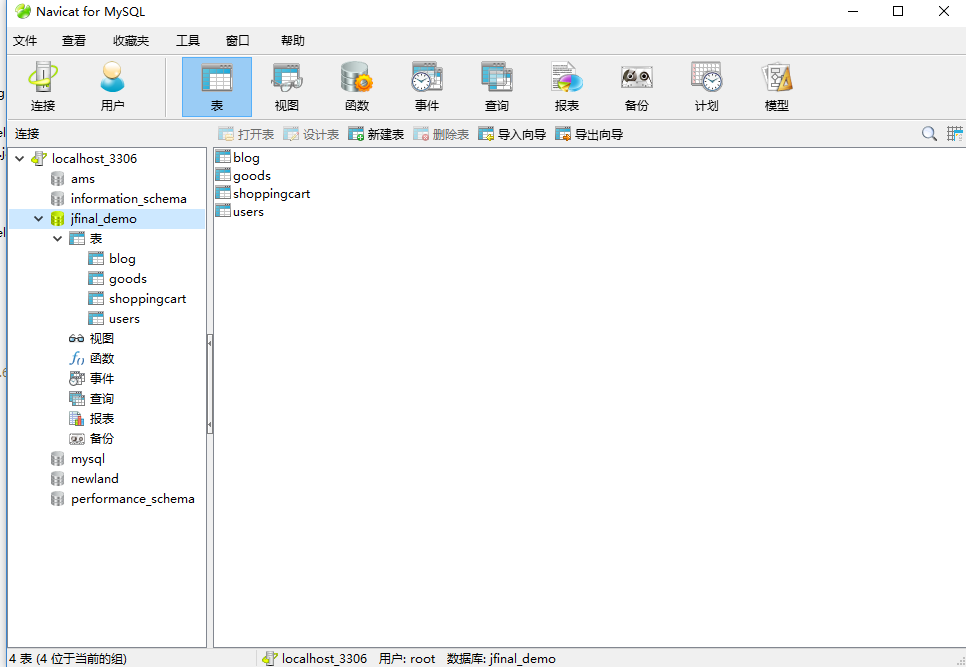 Navicat for MySQL
文件 查看 收藏夹 工具 窗口 帮助
连接 用户 表 视图 函数 事件 查询 报表 备份 计划 模型
连接 打开表 设计表 新建表 删除表 导入向导 导出向导
localhost_3306
ams
information_schema
jfinal_demo
表
blog
goods
shoppingcart
users
视图
函数
事件
查询
报表
备份
mysql
newland
performance_schema
blog
goods
shoppingcart
users
4 表 (4 位于当前的组) localhost_3306 用户: root 数据库: jfinal_demo